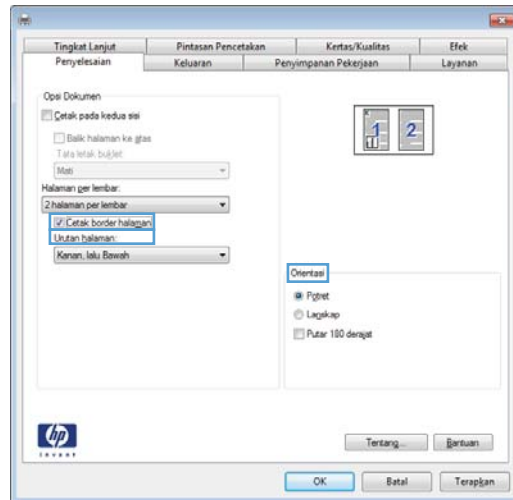 Tingkat Lanjut Pintasan Pencetakan Kertas/Kualitas Efek
Penyelesaian Keluaran Penyimpanan Pekerjaan Layanan
Opsi Dokumen
Cetak pada kedua sisi
Balik halaman ke atas
Tata letak buklet:
Mati
Halaman per lembar:
2 halaman per lembar
Cetak border halaman
Urutan halaman:
Kanan, lalu Bawah
1 2
Orientasi
Potret
Lanskap
Putar 180 derajat
hp
invent
Tentang... Bantuan
OK Batal Terapkan